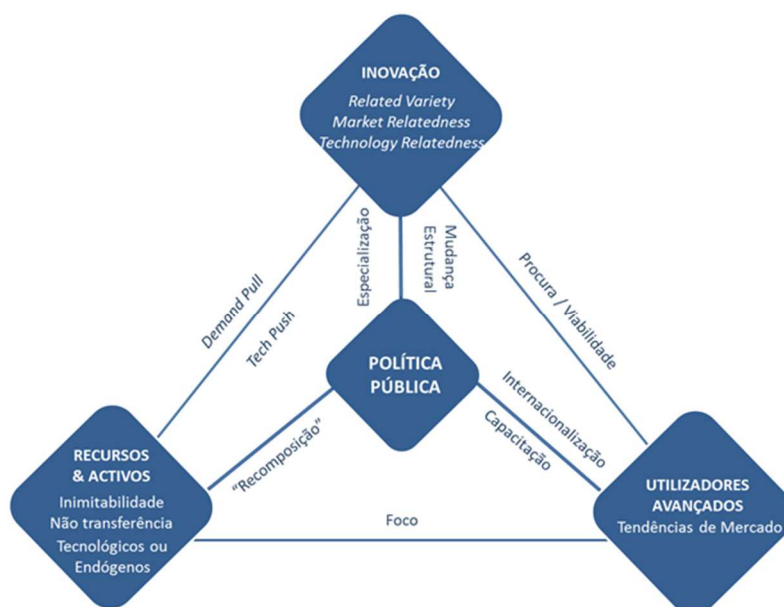 INOVAÇÃO
Related Variety
Market Relatedness
Technology Relatedness
Demand Pull
Tech Push
Especialização
Mudança
Estrutural
Procura / Viabilidade
POLÍTICA
PÚBLICA
"Recomposição"
Internacionalização
Capacitação
RECURSOS
& ACTIVOS
Inimitabilidade
Não transferência
Tecnológicos ou
Endógenos
Foco
UTILIZADORES
AVANÇADOS
Tendências de Mercado